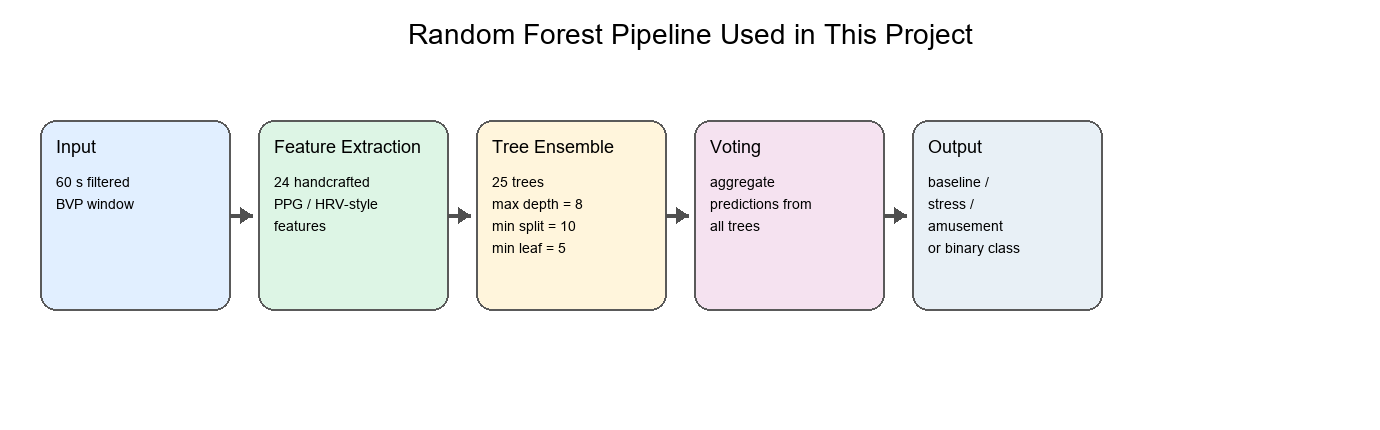 Random Forest Pipeline Used in This Project
Input
60 s filtered
BVP window
Feature Extraction
24 handcrafted
PPG / HRV-style
features
Tree Ensemble
25 trees
max depth = 8
min split = 10
min leaf = 5
Voting
aggregate
predictions from
all trees
Output
baseline /
stress /
amusement
or binary class